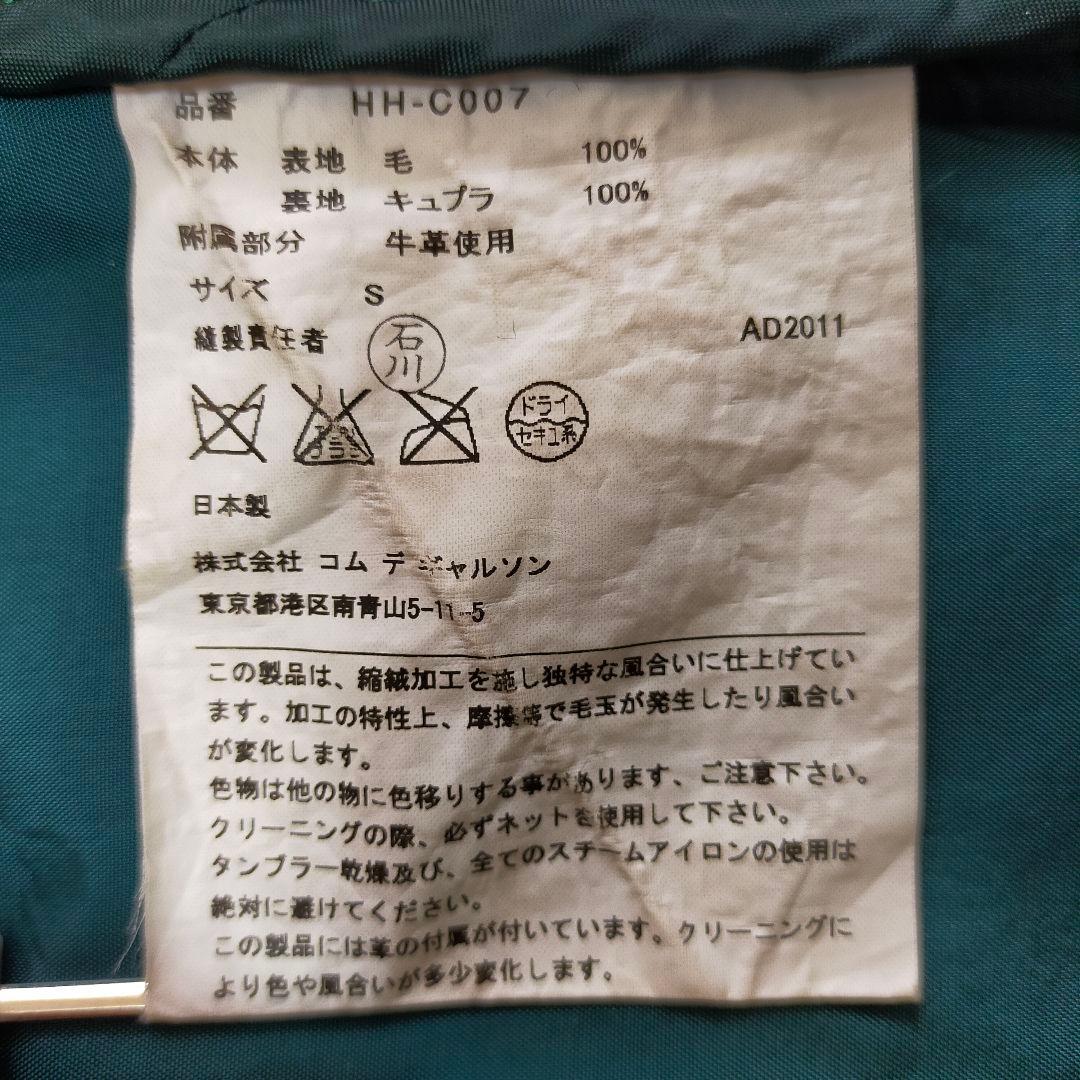 品番 HH-C007
本体 表地 毛 100%
裏地 キュプラ 100%
附属部分 牛革使用
サイズ S
縫製責任者 石川 AD2011
ドライ
セキユ系
日本製
株式会社 コム デ ギャルソン
東京都港区南青山5-11-5
この製品は、縮絨加工を施し独特な風合いに仕上げてい
ます。加工の特性上、摩擦等で毛玉が発生したり風合い
が変化します。
色物は他の物に色移りする事があります、ご注意下さい。
クリーニングの際、必ずネットを使用して下さい。
タンブラー乾燥及び、全てのスチームアイロンの使用は
絶対に避けてください。
この製品には革の付属が付いています。クリーニングに
より色や風合いが多少変化します。